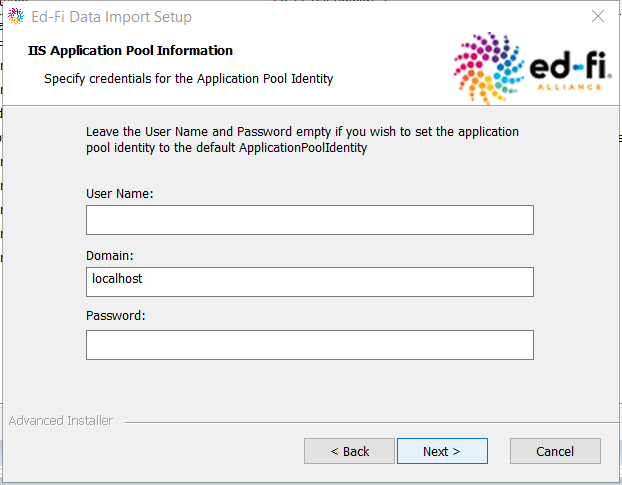 Ed-Fi Data Import Setup
IIS Application Pool Information
Specify credentials for the Application Pool Identity
ed-fi
ALLIANCE
Leave the User Name and Password empty if you wish to set the application
pool identity to the default ApplicationPoolIdentity
User Name:
Domain:
localhost
Password:
Advanced Installer
< Back
Next >
Cancel